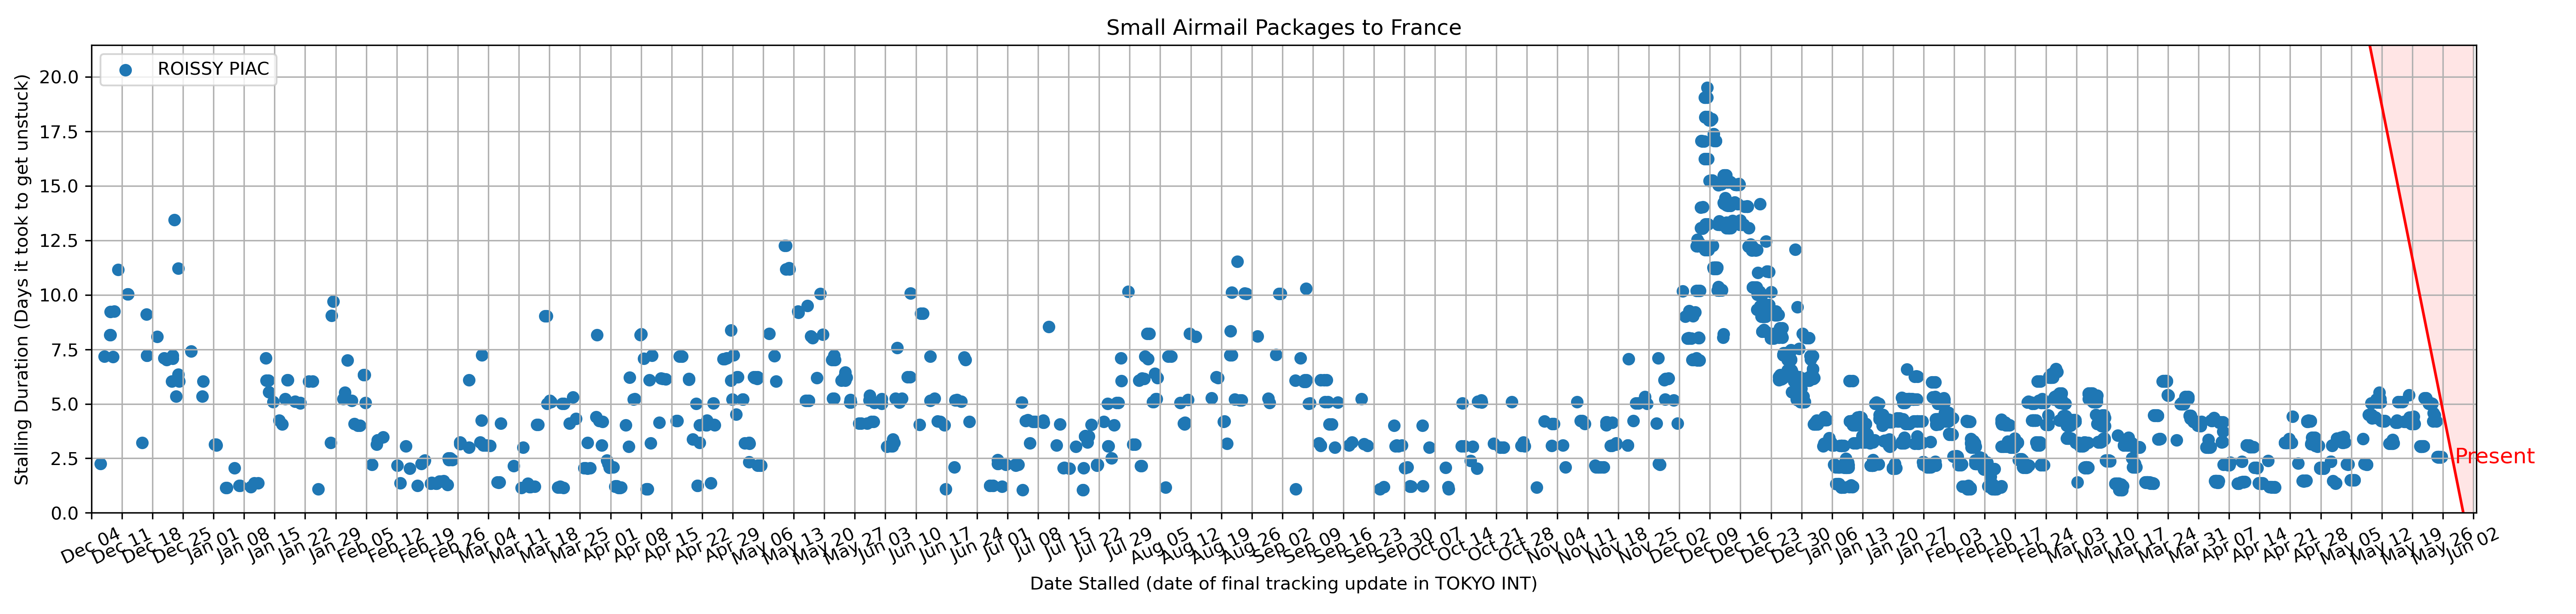 Small Airmail Packages to France
ROISSY PIAC
20.0
17.5
15.0
12.5
10.0
7.5
5.0
2.5
0.0
Stalling Duration (Days it took to get unstuck)
Present
Dec 04 Dec 11 Dec 18 Dec 25 Jan 01 Jan 08 Jan 15 Jan 22 Jan 29 Feb 05 Feb 12 Feb 19 Feb 26 Mar 04 Mar 11 Mar 18 Mar 25 Apr 01 Apr 08 Apr 15 Apr 22 Apr 29 May 06 May 13 May 20 May 27 Jun 03 Jun 10 Jun 17 Jun 24 Jul 01 Jul 08 Jul 15 Jul 22 Jul 29 Aug 05 Aug 12 Aug 19 Aug 26 Sep 02 Sep 09 Sep 16 Sep 23 Sep 30 Oct 07 Oct 14 Oct 21 Oct 28 Nov 04 Nov 11 Nov 18 Nov 25 Dec 02 Dec 09 Dec 16 Dec 23 Dec 30 Jan 06 Jan 13 Jan 20 Jan 27 Feb 03 Feb 10 Feb 17 Feb 24 Mar 03 Mar 10 Mar 17 Mar 24 Mar 31 Apr 07 Apr 14 Apr 21 Apr 28 May 05 May 12 May 19 May 26 Jun 02
Date Stalled (date of final tracking update in TOKYO INT)